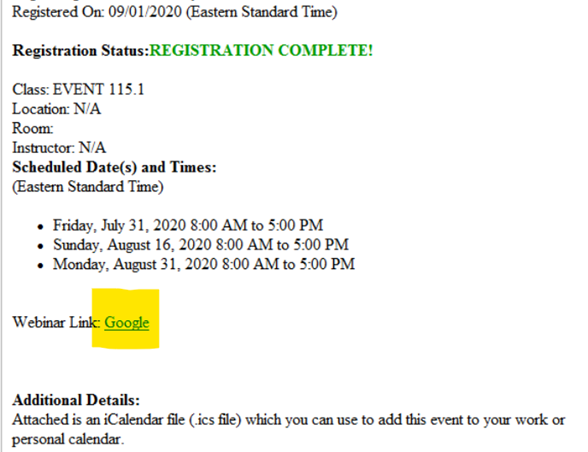 Registered On: 09/01/2020 (Eastern Standard Time)
Registration Status:REGISTRATION COMPLETE!
Class: EVENT 115.1
Location: N/A
Room:
Instructor: N/A
Scheduled Date(s) and Times:
(Eastern Standard Time)
• Friday, July 31, 2020 8:00 AM to 5:00 PM
• Sunday, August 16, 2020 8:00 AM to 5:00 PM
• Monday, August 31, 2020 8:00 AM to 5:00 PM
Webinar Link: Google
Additional Details:
Attached is an iCalendar file (.ics file) which you can use to add this event to your work or
personal calendar.